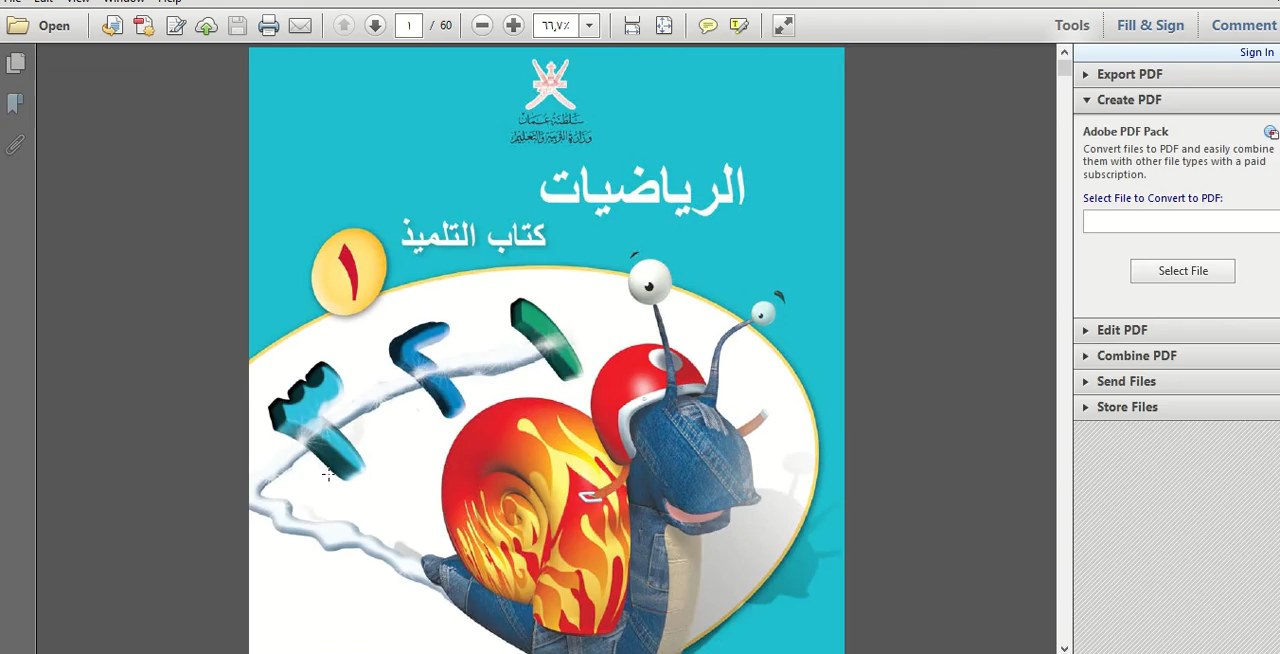 File Edit View Window Help
Open
١ / 60
٦٦٫٧٪
Tools
Fill & Sign
Comment
Sign In
Export PDF
Create PDF
Adobe PDF Pack
Convert files to PDF and easily combine
them with other file types with a paid
subscription.
Select File to Convert to PDF:
Select File
Edit PDF
Combine PDF
Send Files
Store Files
سلطنة عمان
وزارة التربية والتعليم
الرياضيات
كتاب التلميذ
١
١ ٢ ٣